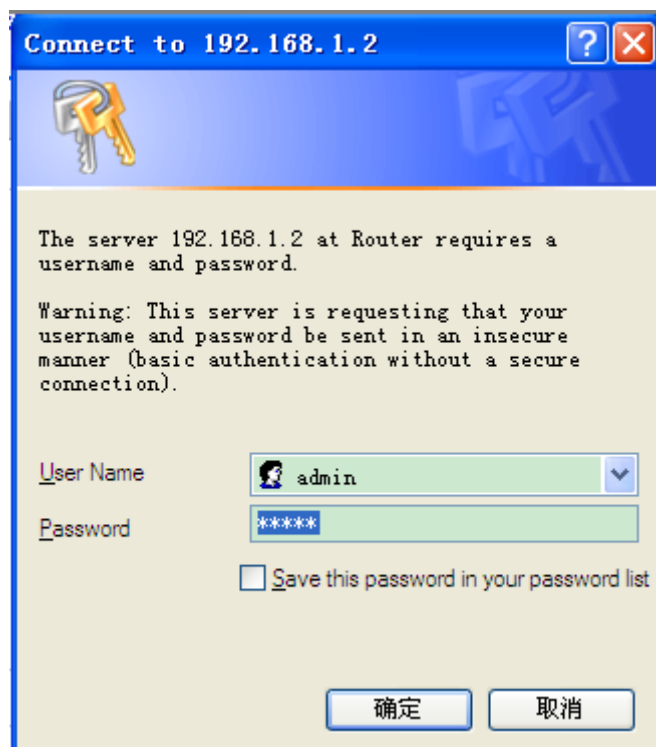 Connect to 192.168.1.2
The server 192.168.1.2 at Router requires a
username and password.
Warning: This server is requesting that your
username and password be sent in an insecure
manner (basic authentication without a secure
connection).
User Name
admin
Password
*****
Save this password in your password list
确定
取消